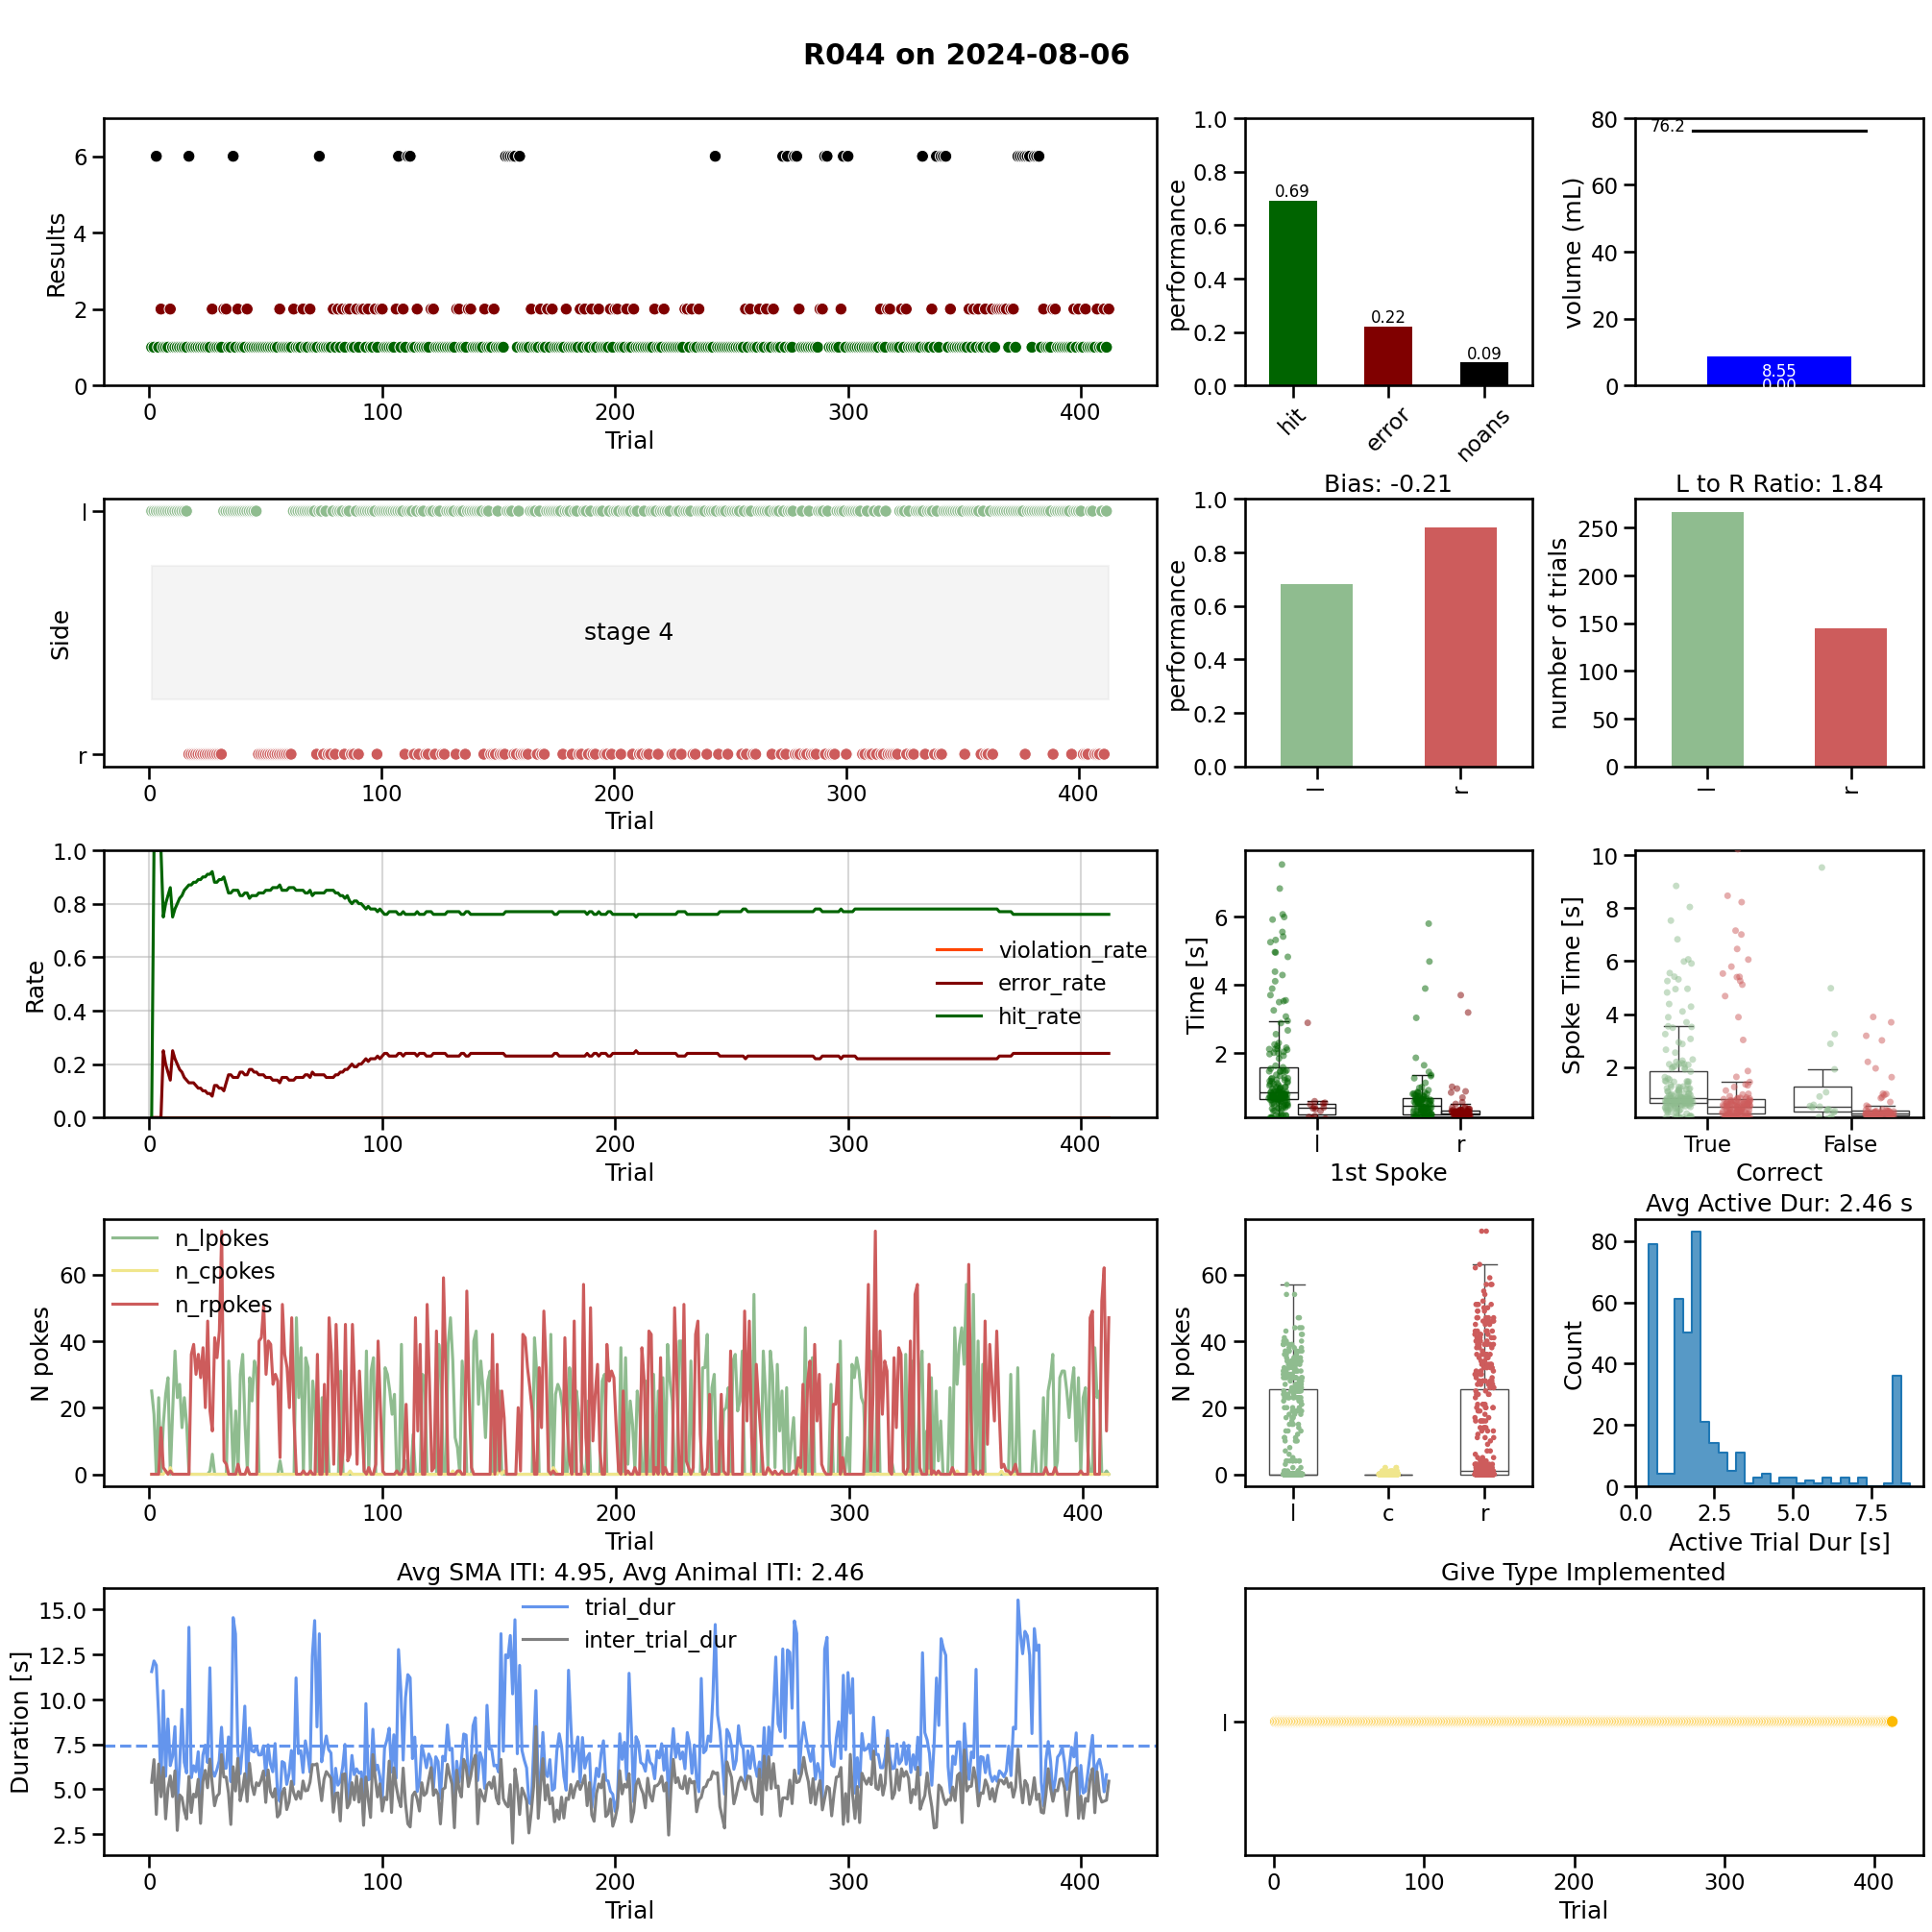 R044 on 2024-08-06
Results
6
4
2
0
0 100 200 300 400
Trial
performance
1.0
0.8
0.6
0.4
0.2
0.0
0.69
0.22
0.09
hit error noans
volume (mL)
80
60
40
20
0
76.2
8.55
0.00
Side
l
r
stage 4
0 100 200 300 400
Trial
Bias: -0.21
performance
1.0
0.8
0.6
0.4
0.2
0.0
l r
L to R Ratio: 1.84
number of trials
250
200
150
100
50
0
l r
Rate
1.0
0.8
0.6
0.4
0.2
0.0
violation_rate
error_rate
hit_rate
0 100 200 300 400
Trial
Time [s]
6
4
2
l r
1st Spoke
Spoke Time [s]
10
8
6
4
2
True False
Correct
N pokes
60
40
20
0
n_lpokes
n_cpokes
n_rpokes
0 100 200 300 400
Trial
N pokes
60
40
20
0
l c r
Avg Active Dur: 2.46 s
Count
80
60
40
20
0
0.0 2.5 5.0 7.5
Active Trial Dur [s]
Avg SMA ITI: 4.95, Avg Animal ITI: 2.46
Duration [s]
15.0
12.5
10.0
7.5
5.0
2.5
trial_dur
inter_trial_dur
0 100 200 300 400
Trial
Give Type Implemented
l
0 100 200 300 400
Trial